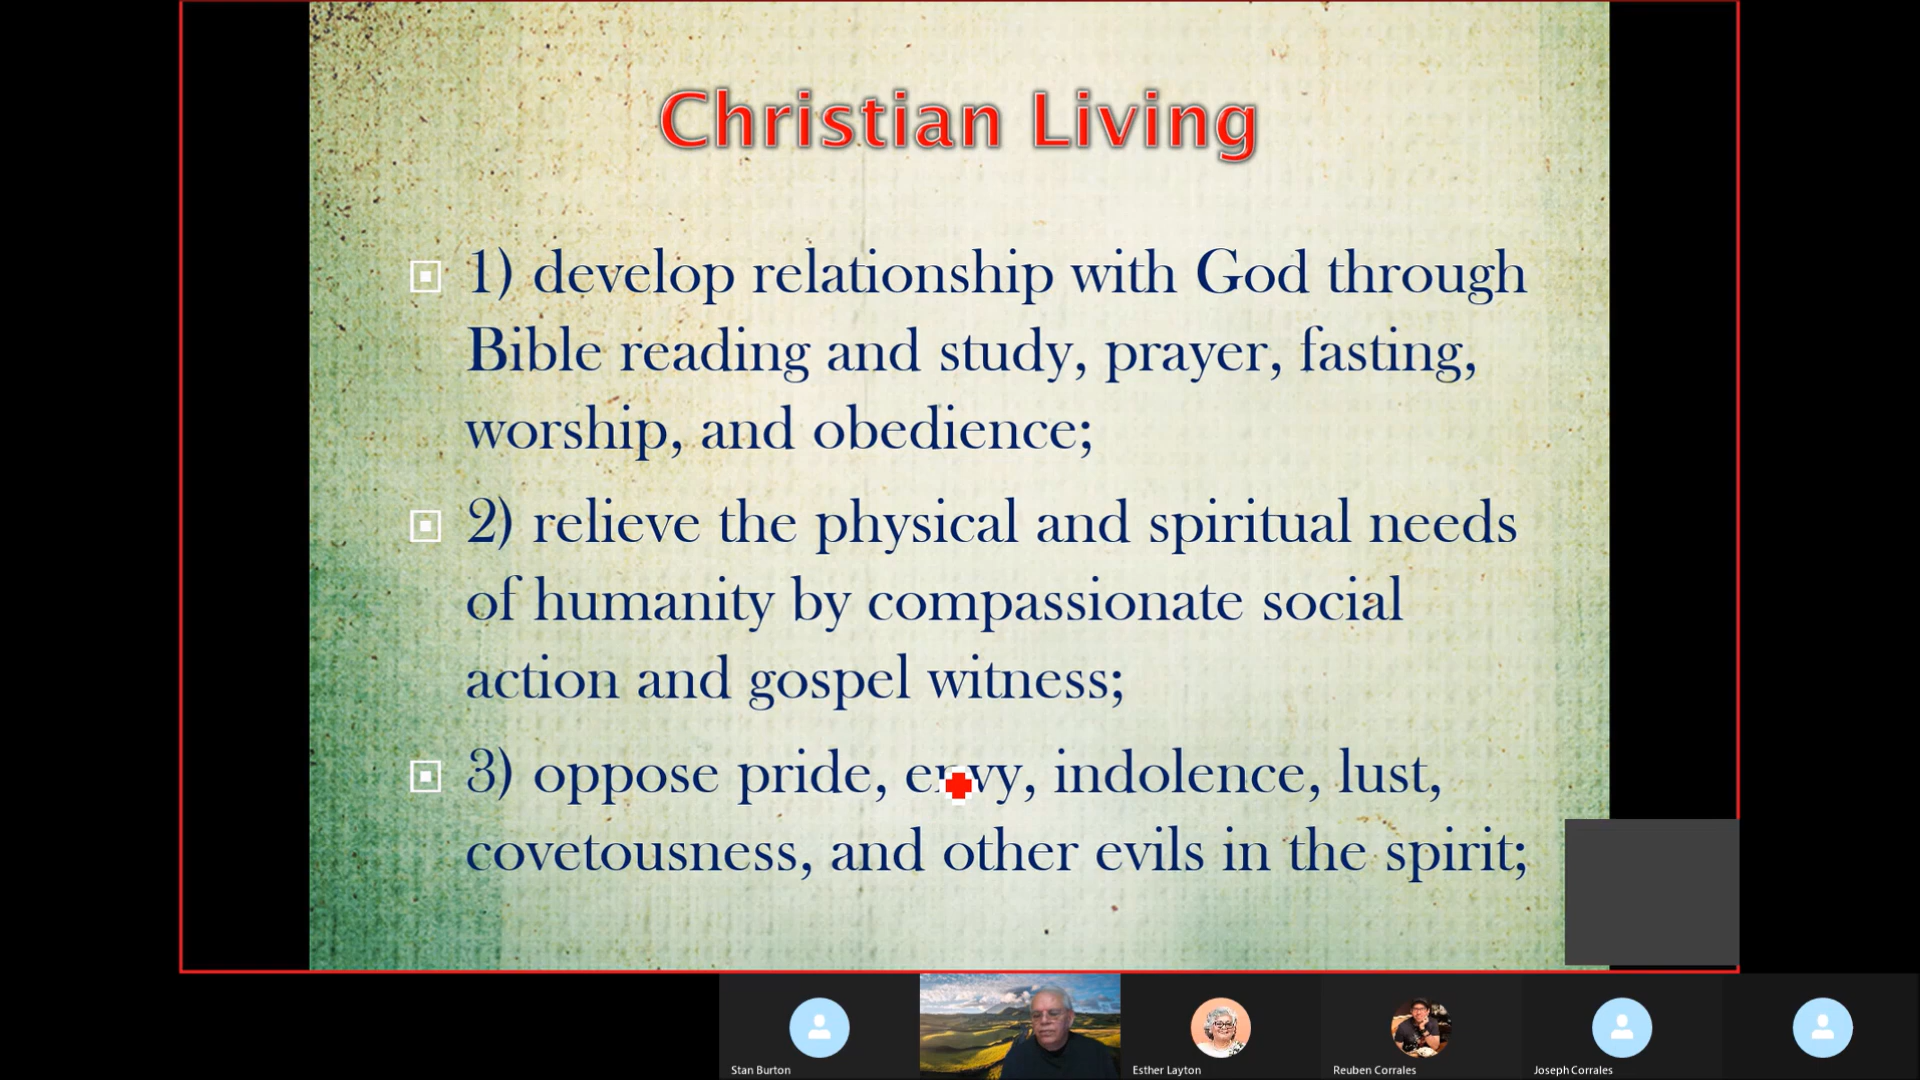 Christian Living
1) develop relationship with God through
Bible reading and study, prayer, fasting,
worship, and obedience;
2) relieve the physical and spiritual needs
of humanity by compassionate social
action and gospel witness;
3) oppose pride, envy, indolence, lust,
covetousness, and other evils in the spirit;
Stan Burton
Esther Layton
Reuben Corrales
Joseph Corrales